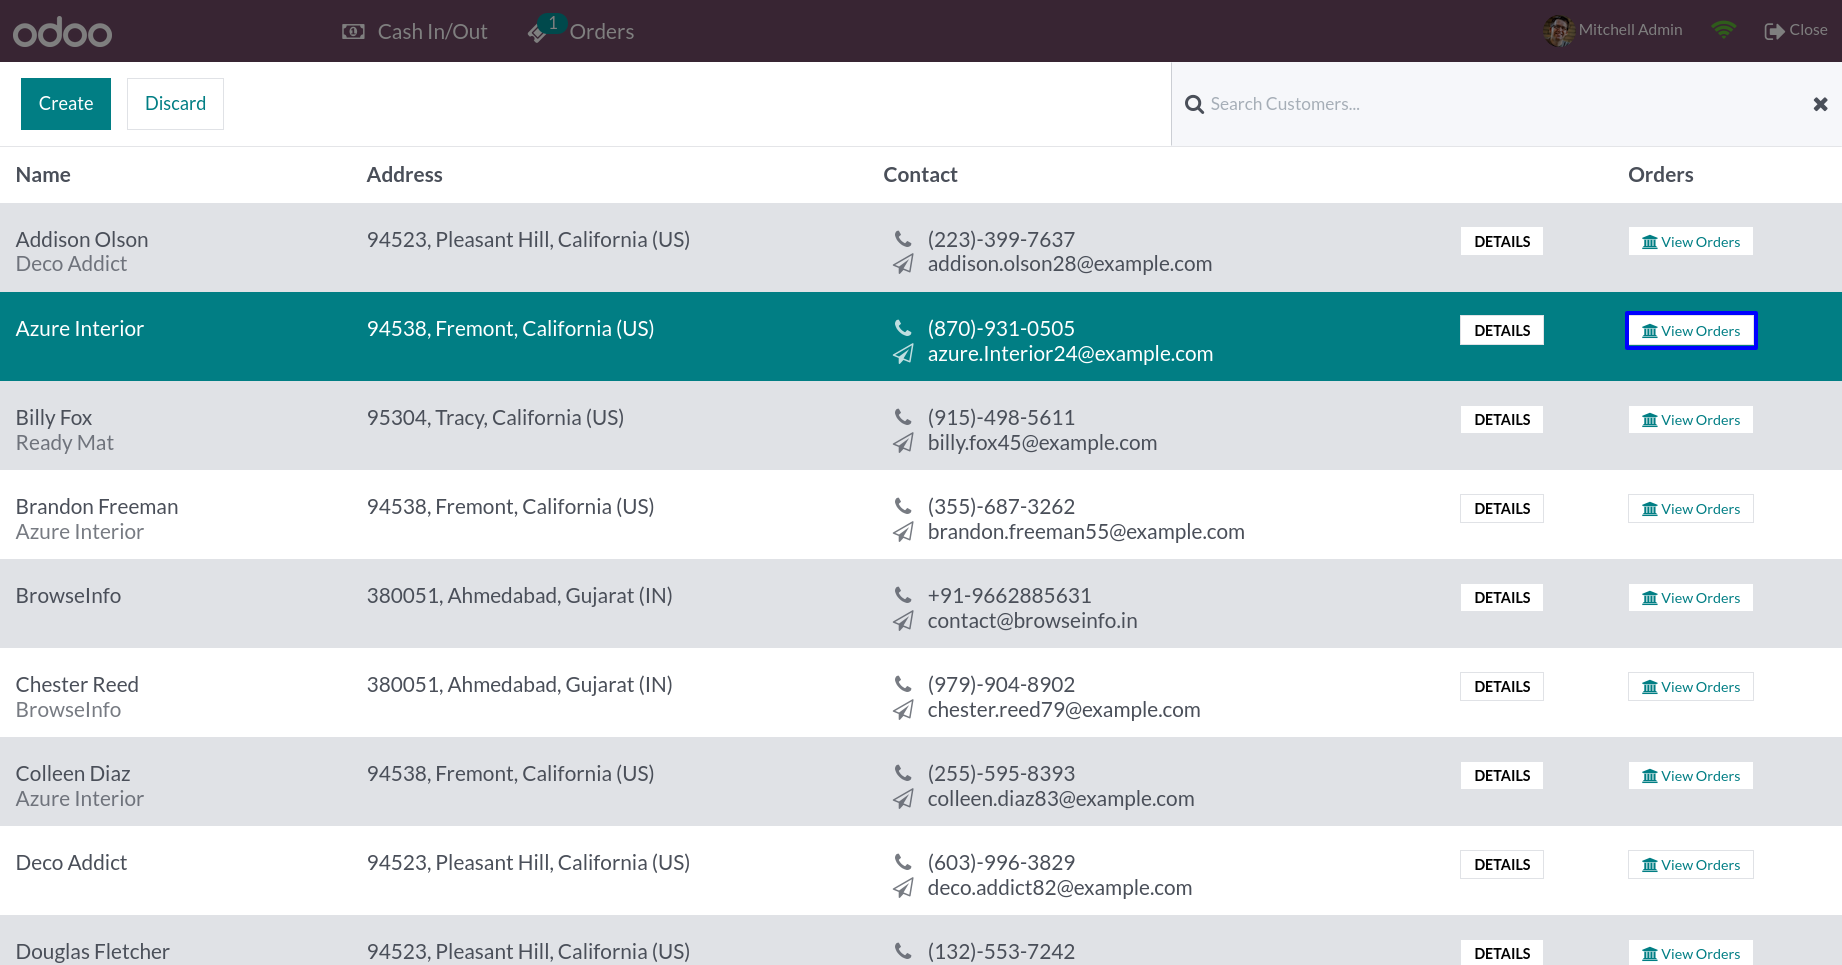 odoo Cash In/Out 1 Orders Mitchell Admin Close
Create Discard Search Customers...
Name Address Contact Orders
Addison Olson 94523, Pleasant Hill, California (US) (223)-399-7637 DETAILS View Orders
Deco Addict addison.olson28@example.com
Azure Interior 94538, Fremont, California (US) (870)-931-0505 DETAILS View Orders
azure.Interior24@example.com
Billy Fox 95304, Tracy, California (US) (915)-498-5611 DETAILS View Orders
Ready Mat billy.fox45@example.com
Brandon Freeman 94538, Fremont, California (US) (355)-687-3262 DETAILS View Orders
Azure Interior brandon.freeman55@example.com
BrowseInfo 380051, Ahmedabad, Gujarat (IN) +91-9662885631 DETAILS View Orders
contact@browseinfo.in
Chester Reed 380051, Ahmedabad, Gujarat (IN) (979)-904-8902 DETAILS View Orders
BrowseInfo chester.reed79@example.com
Colleen Diaz 94538, Fremont, California (US) (255)-595-8393 DETAILS View Orders
Azure Interior colleen.diaz83@example.com
Deco Addict 94523, Pleasant Hill, California (US) (603)-996-3829 DETAILS View Orders
deco.addict82@example.com
Douglas Fletcher 94523, Pleasant Hill, California (US) (132)-553-7242 DETAILS View Orders